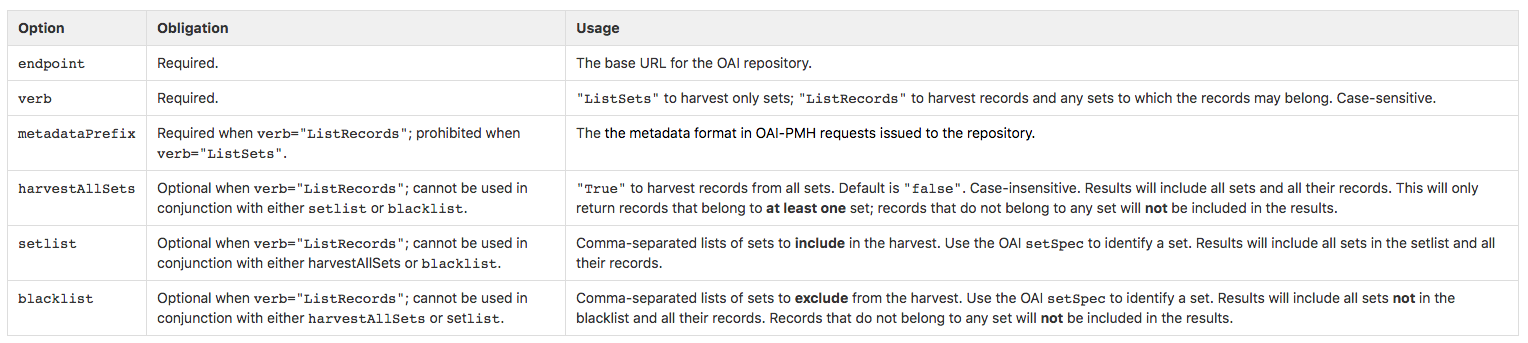 Option Obligation Usage
endpoint Required. The base URL for the OAI repository.
verb Required. "ListSets" to harvest only sets; "ListRecords" to harvest records and any sets to which the records may belong. Case-sensitive.
metadataPrefix Required when verb="ListRecords"; prohibited when The the metadata format in OAI-PMH requests issued to the repository.
verb="ListSets".
harvestAllSets Optional when verb="ListRecords"; cannot be used in "True" to harvest records from all sets. Default is "false". Case-insensitive. Results will include all sets and all their records. This will only
conjunction with either setlist or blacklist. return records that belong to at least one set; records that do not belong to any set will not be included in the results.
setlist Optional when verb="ListRecords"; cannot be used in Comma-separated lists of sets to include in the harvest. Use the OAI setSpec to identify a set. Results will include all sets in the setlist and all
conjunction with either harvestAllSets or blacklist. their records.
blacklist Optional when verb="ListRecords"; cannot be used in Comma-separated lists of sets to exclude from the harvest. Use the OAI setSpec to identify a set. Results will include all sets not in the
conjunction with either harvestAllSets or setlist. blacklist and all their records. Records that do not belong to any set will not be included in the results.